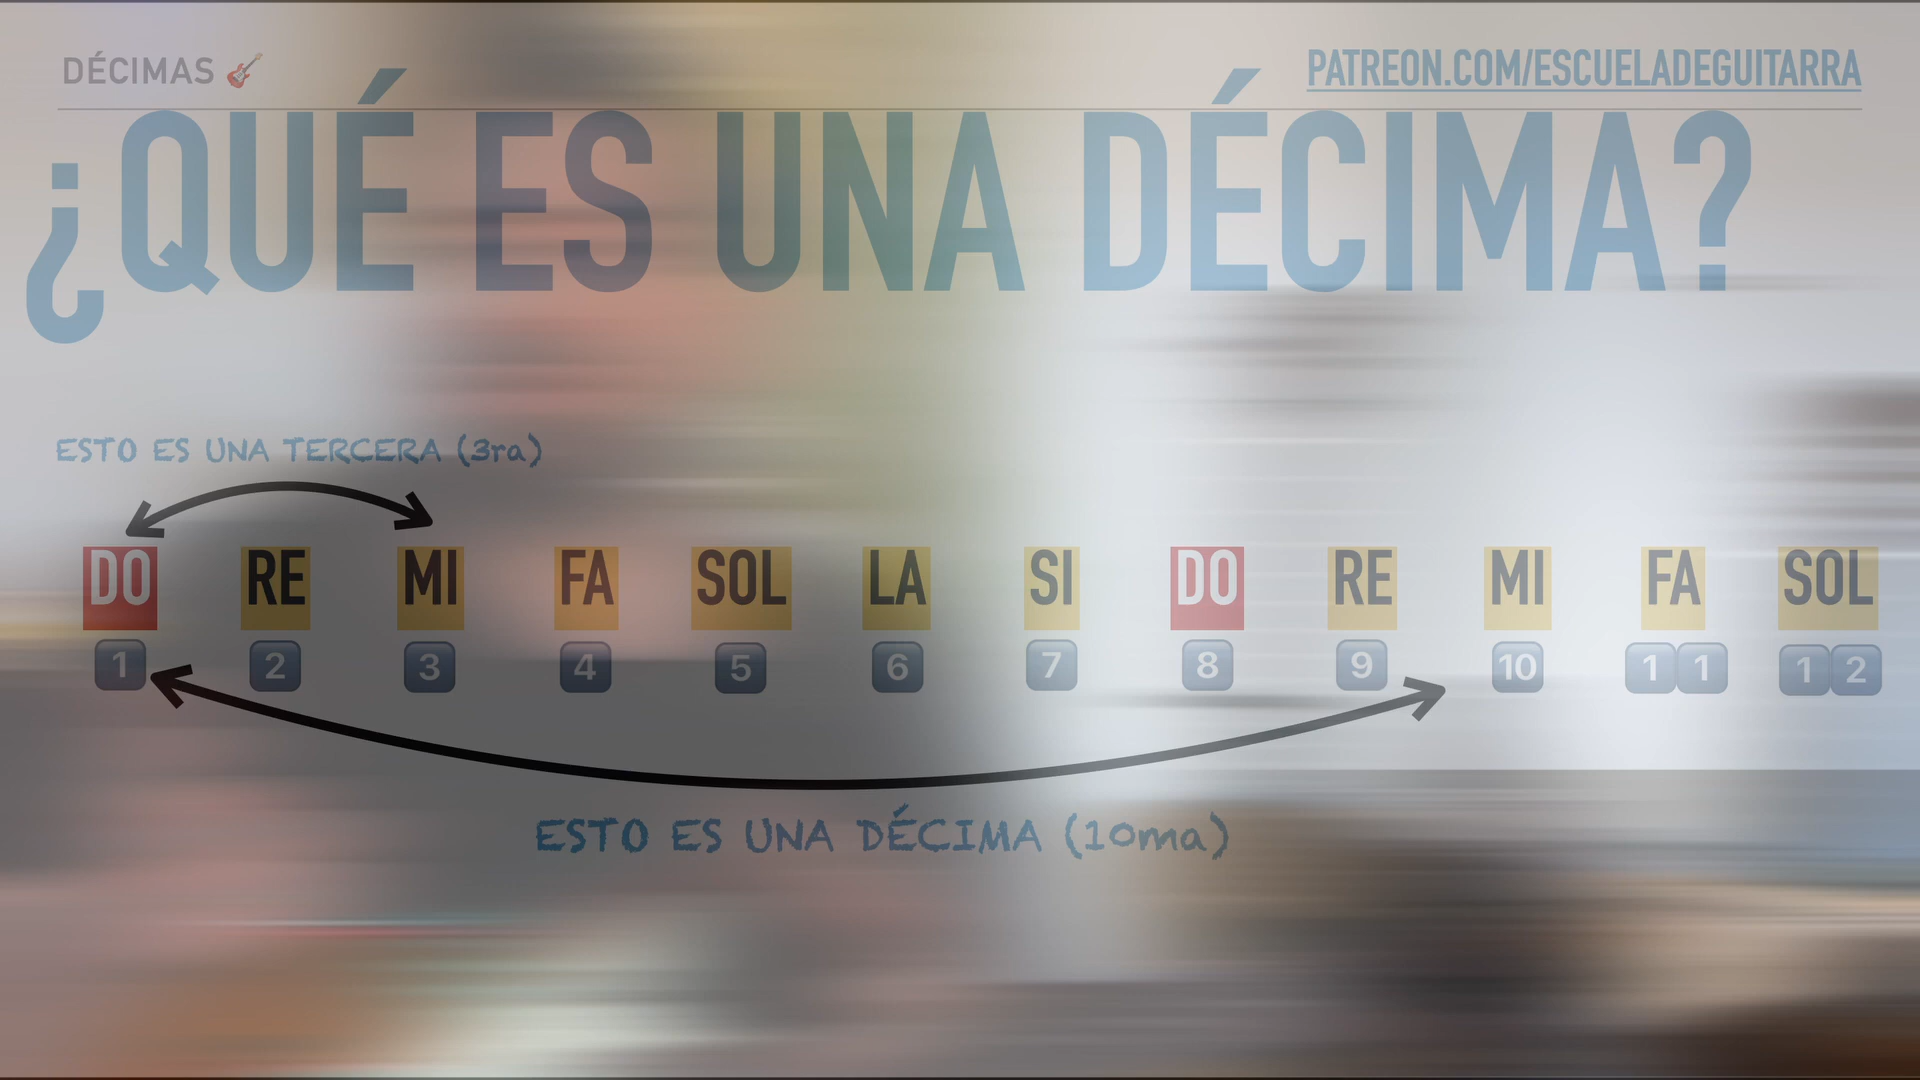 DÉCIMAS 🎸
PATREON.COM/ESCUELADEGUITARRA
¿QUÉ ES UNA DÉCIMA?
ESTO ES UNA TERCERA (3ra)
DO RE MI FA SOL LA SI DO RE MI FA SOL
1 2 3 4 5 6 7 8 9 10 11 12
ESTO ES UNA DÉCIMA (10ma)